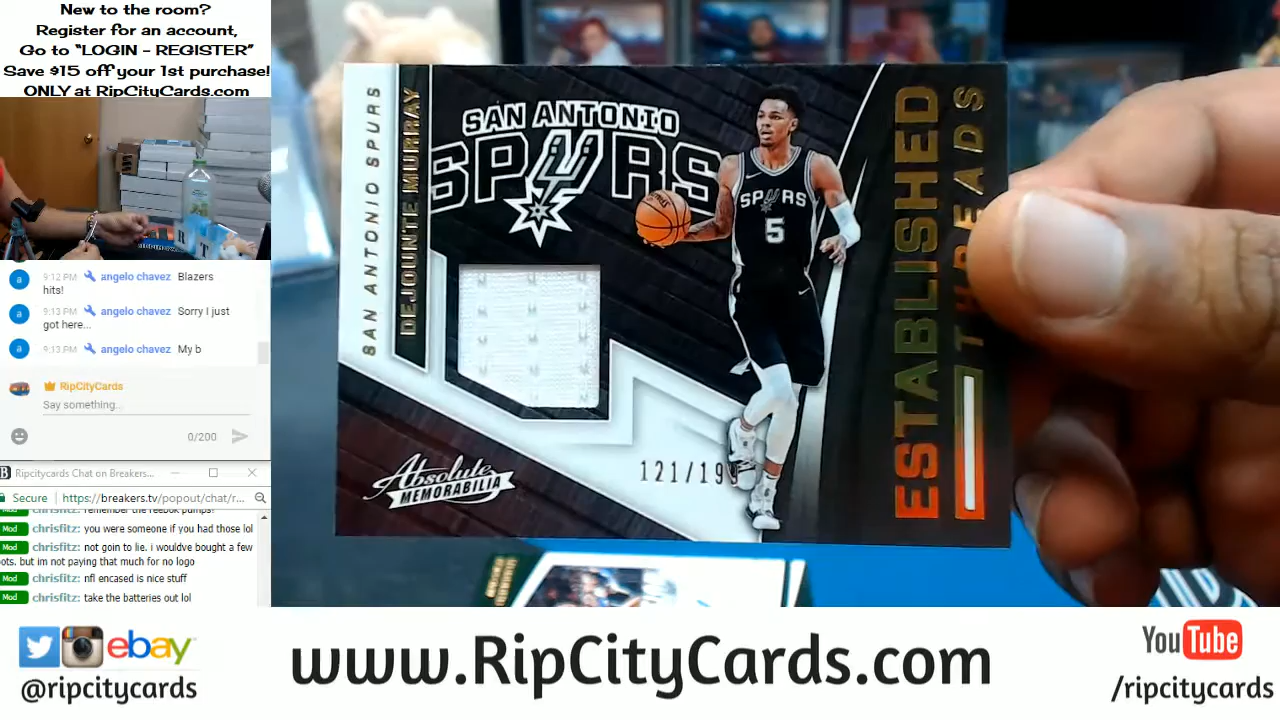 New to the room?
Register for an account,
Go to “LOGIN - REGISTER”
Save $15 off your 1st purchase!
ONLY at RipCityCards.com
9:12 PM angelo chavez Blazers
hits!
9:13 PM angelo chavez Sorry I just
got here...
9:13 PM angelo chavez My b
RipCityCards
Say something...
0/200
Ripcitycards Chat on Breakers...
Secure https://breakers.tv/popout/chat/r...
remember the reebok pumps?
Mod chrisfitz: you were someone if you had those lol
Mod chrisfitz: not goin to lie. i wouldve bought a few
ots. but im not paying that much for no logo
Mod chrisfitz: nfl encased is nice stuff
Mod chrisfitz: take the batteries out lol
SAN ANTONIO SPURS
DEJOUNTE MURRAY
SAN ANTONIO
SPURS
SPURS
5
121/199
Absolute
MEMORABILIA
ESTABLISHED
THREADS
ebay
@ripcitycards
www.RipCityCards.com
YouTube
/ripcitycards